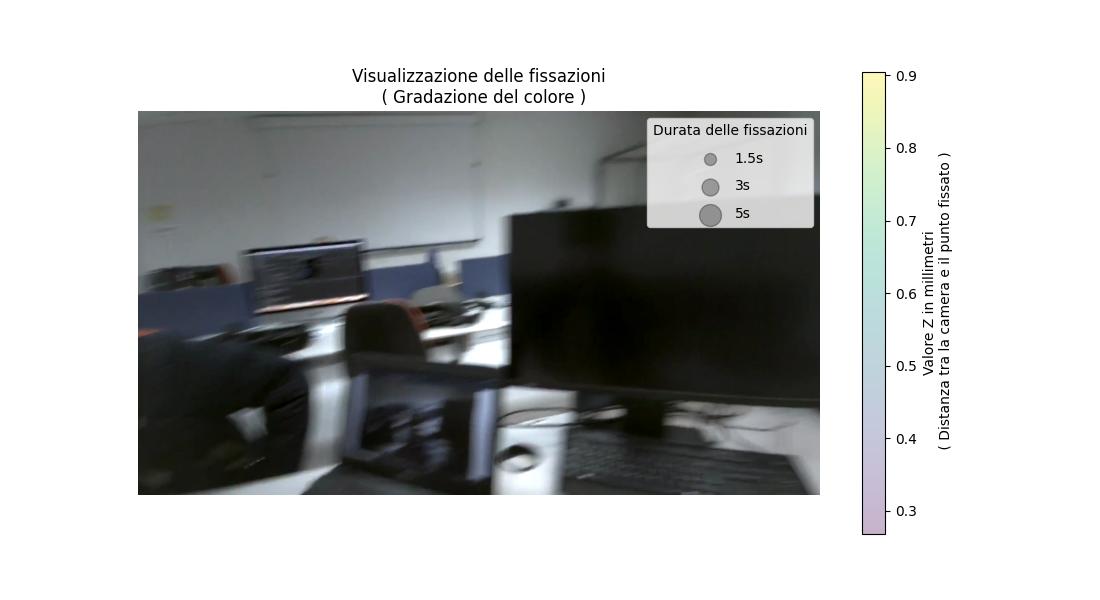 Visualizzazione delle fissazioni
( Gradazione del colore )
Durata delle fissazioni
1.5s
3s
5s
0.9
0.8
0.7
0.6
0.5
0.4
0.3
Valore Z in millimetri
( Distanza tra la camera e il punto fissato )